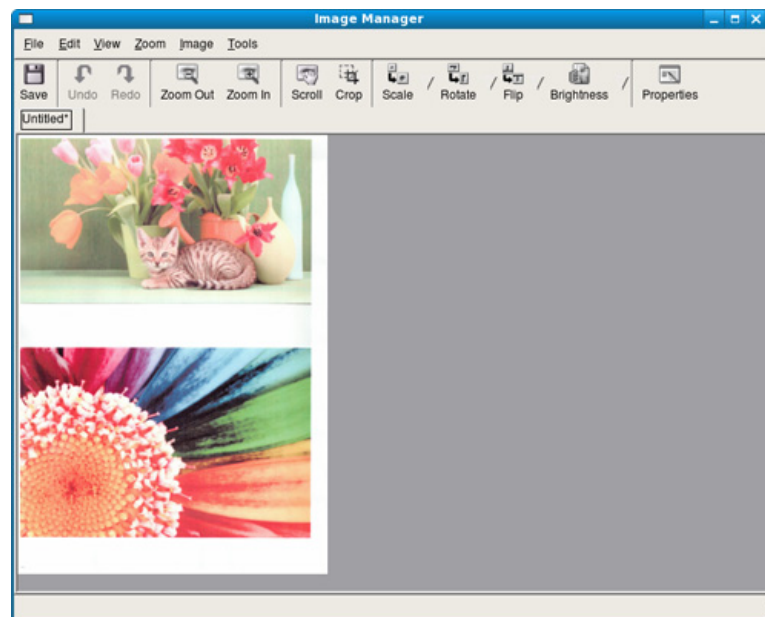 Image Manager
File Edit View Zoom Image Tools
Save Undo Redo Zoom Out Zoom In Scroll Crop Scale / Rotate / Flip / Brightness / Properties
Untitled*